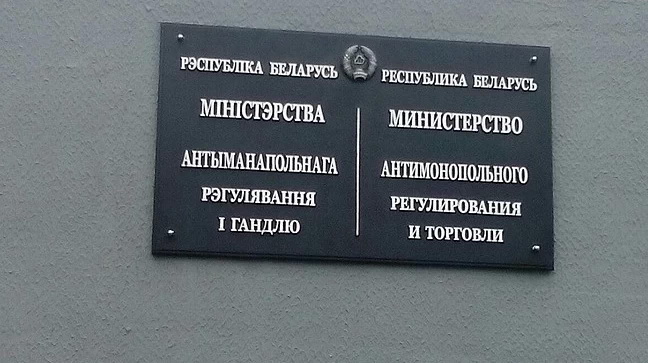 РЭСПУБЛІКА БЕЛАРУСЬ
МІНІСТЭРСТВА
АНТЫМАНАПОЛЬНАГА
РЭГУЛЯВАННЯ
І ГАНДЛЮ
РЕСПУБЛИКА БЕЛАРУСЬ
МИНИСТЕРСТВО
АНТИМОНОПОЛЬНОГО
РЕГУЛИРОВАНИЯ
И ТОРГОВЛИ